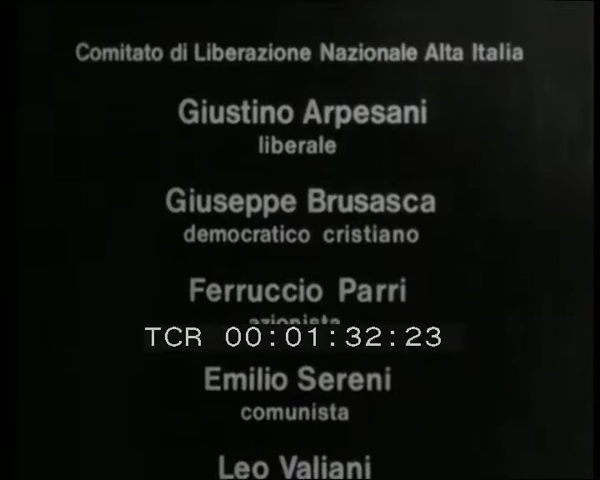 Comitato di Liberazione Nazionale Alta Italia
Giustino Arpesani
liberale
Giuseppe Brusasca
democratico cristiano
Ferruccio Parri
azionista
TCR 00:01:32:23
Emilio Sereni
comunista
Leo Valiani